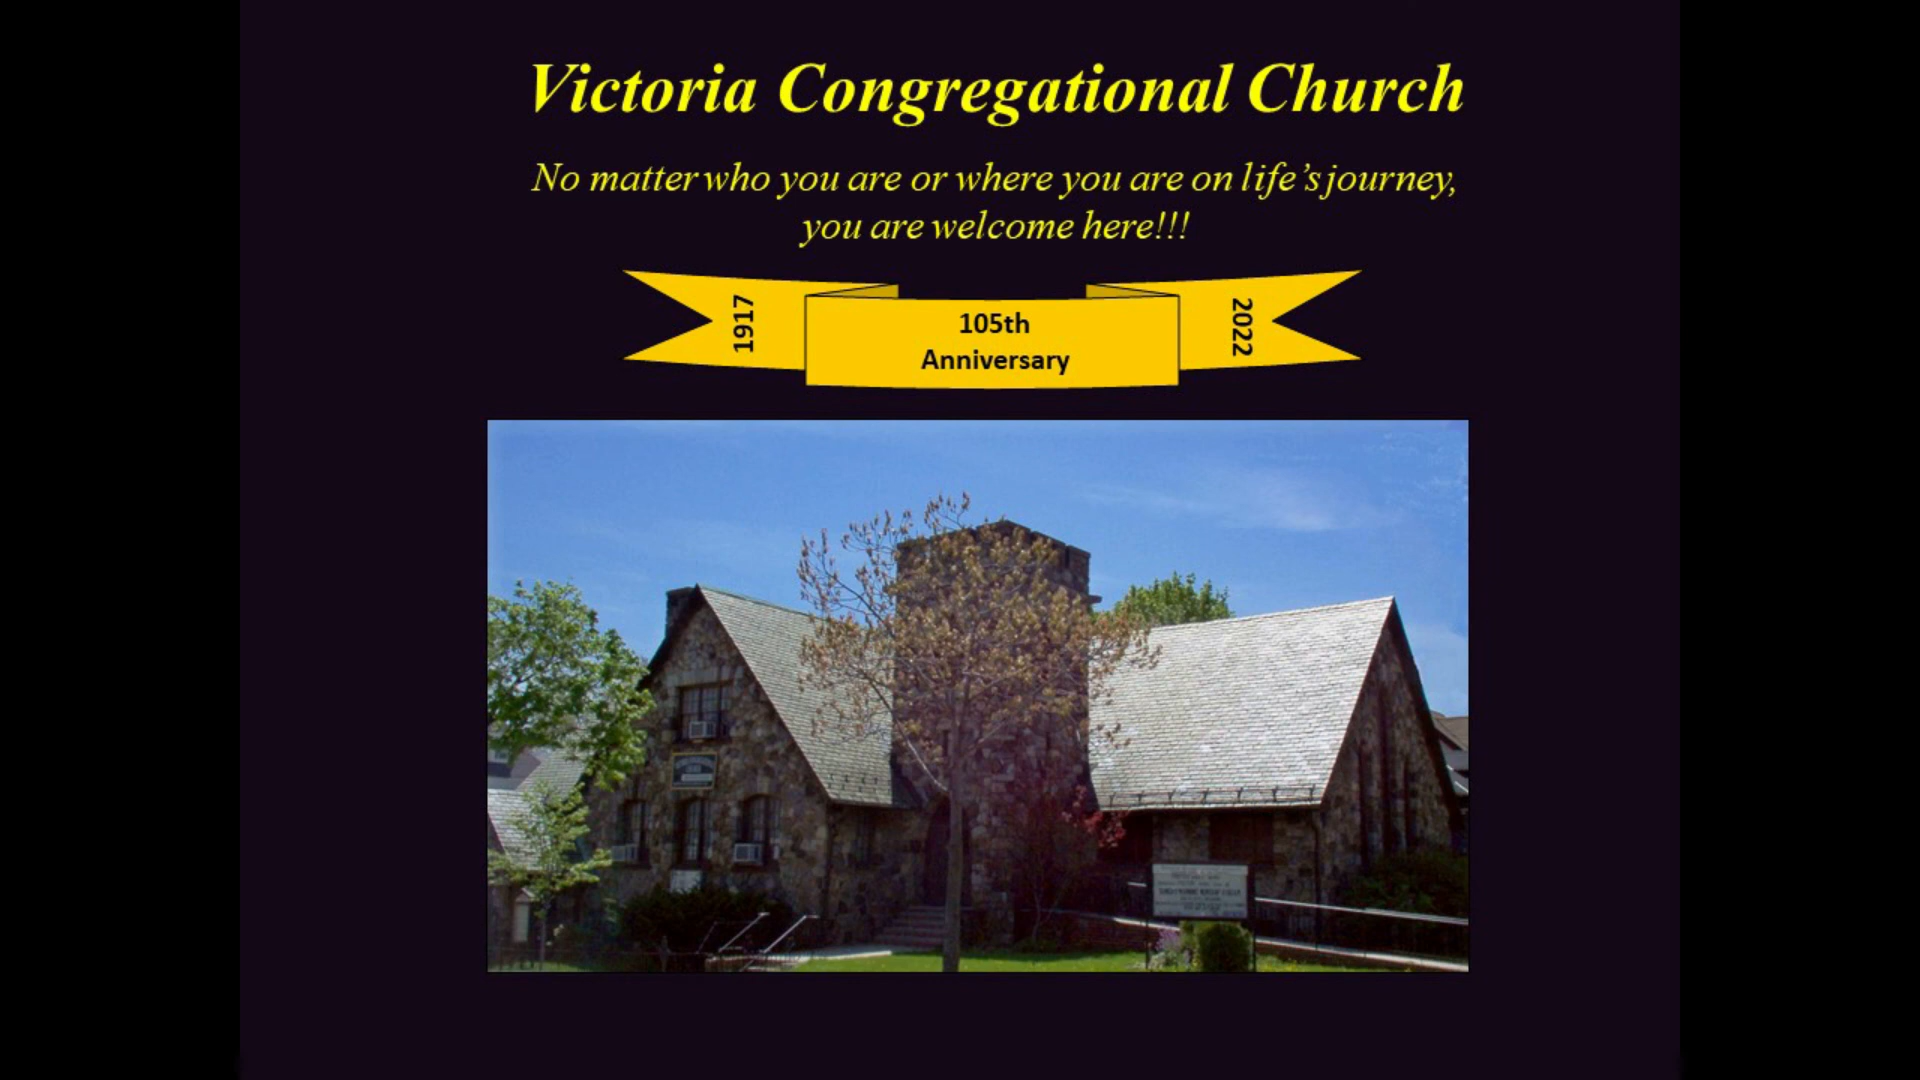 Victoria Congregational Church
No matter who you are or where you are on life’s journey,
you are welcome here!!!
1917
105th
Anniversary
2022